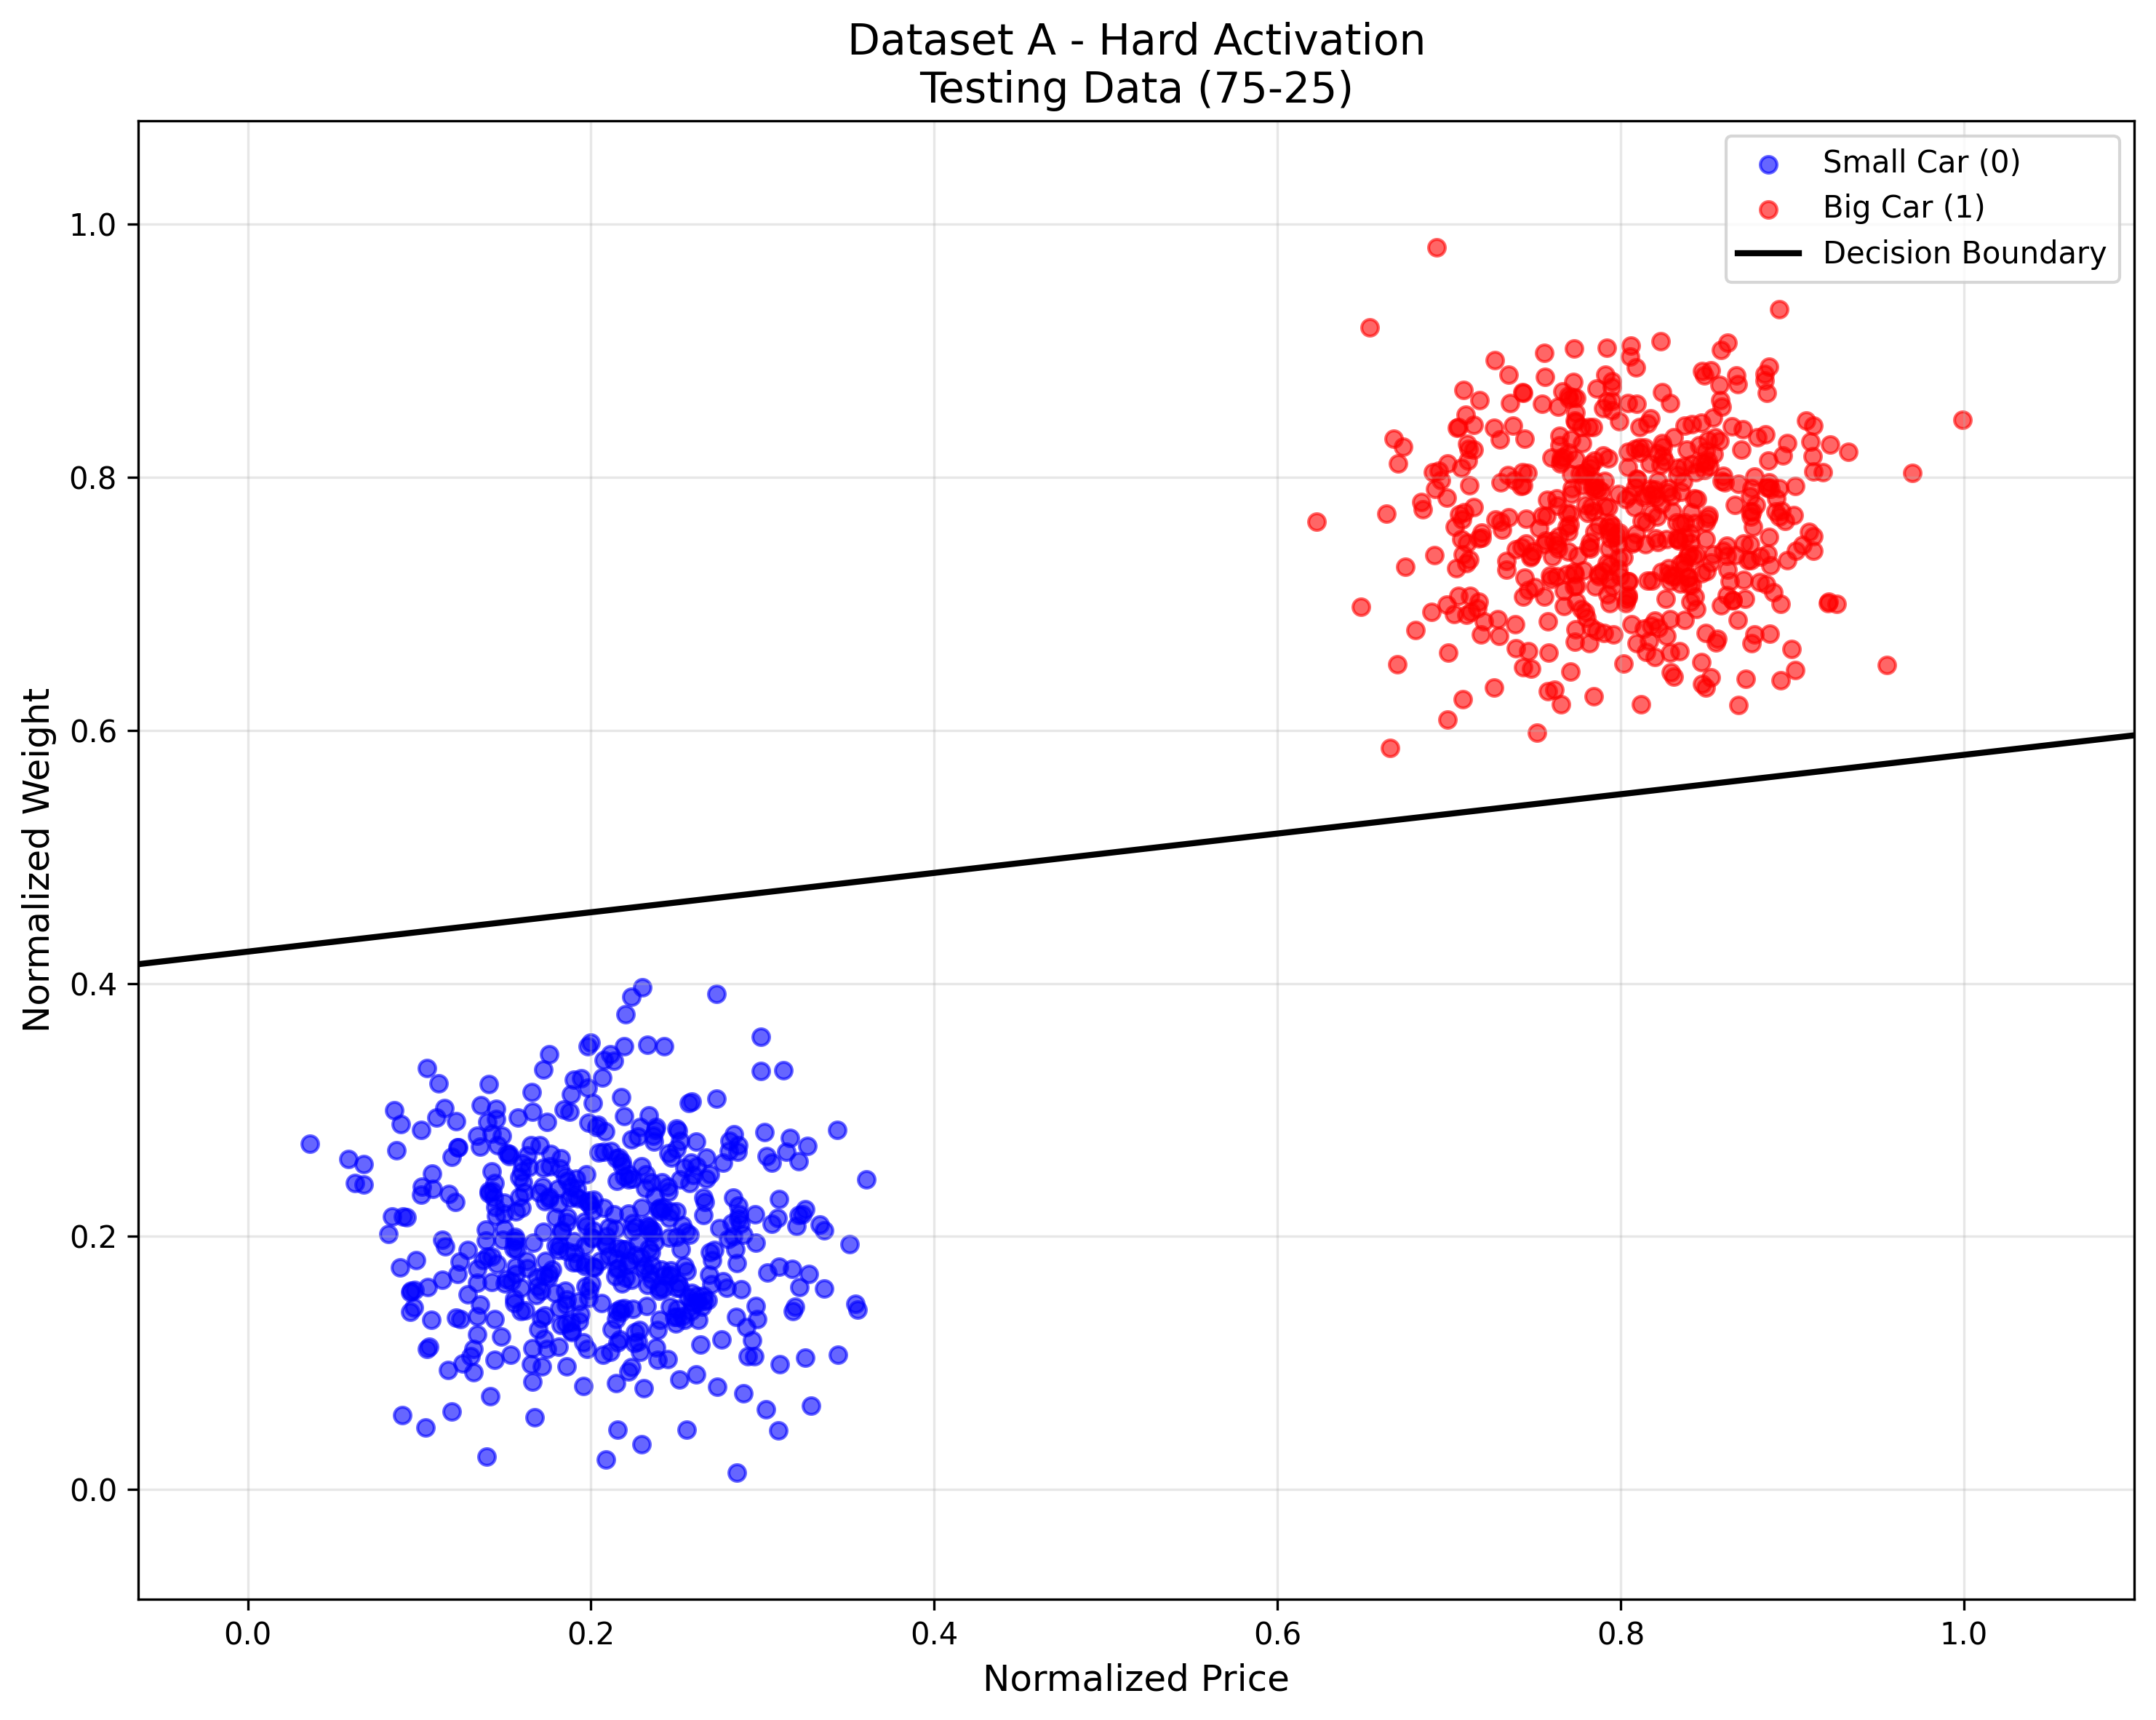 Dataset A - Hard Activation
Testing Data (75-25)
Small Car (0)
Big Car (1)
Decision Boundary
1.0
0.8
0.6
0.4
0.2
0.0
Normalized Weight
0.0 0.2 0.4 0.6 0.8 1.0
Normalized Price